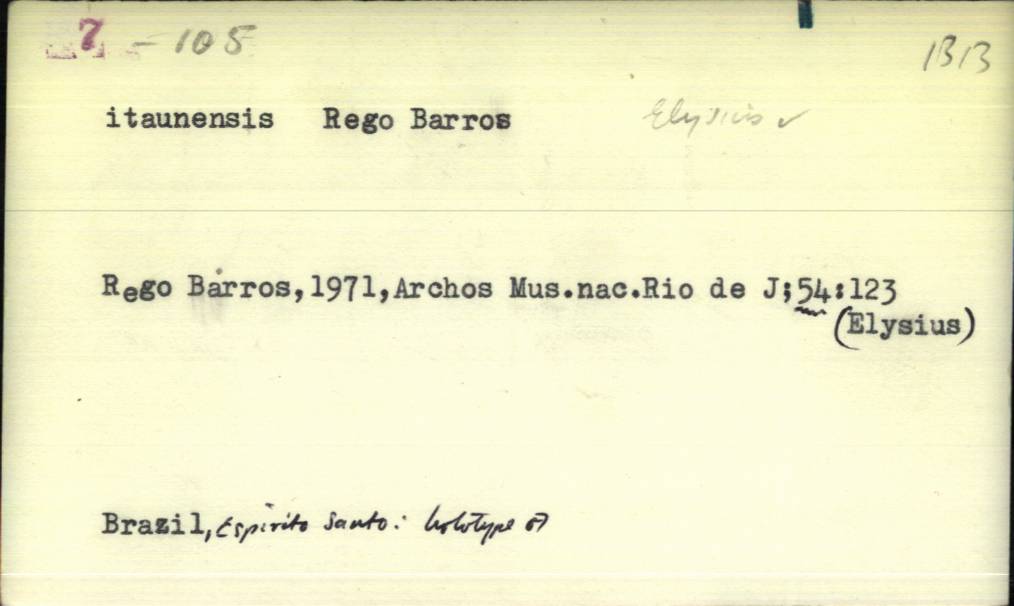 7 - 105
1313
itaunensis Rego Barros Elysius ✓
Rego Barros,1971,Archos Mus.nac.Rio de J;54:123
(Elysius)
Brazil, Espirito Santo: holotype ♂